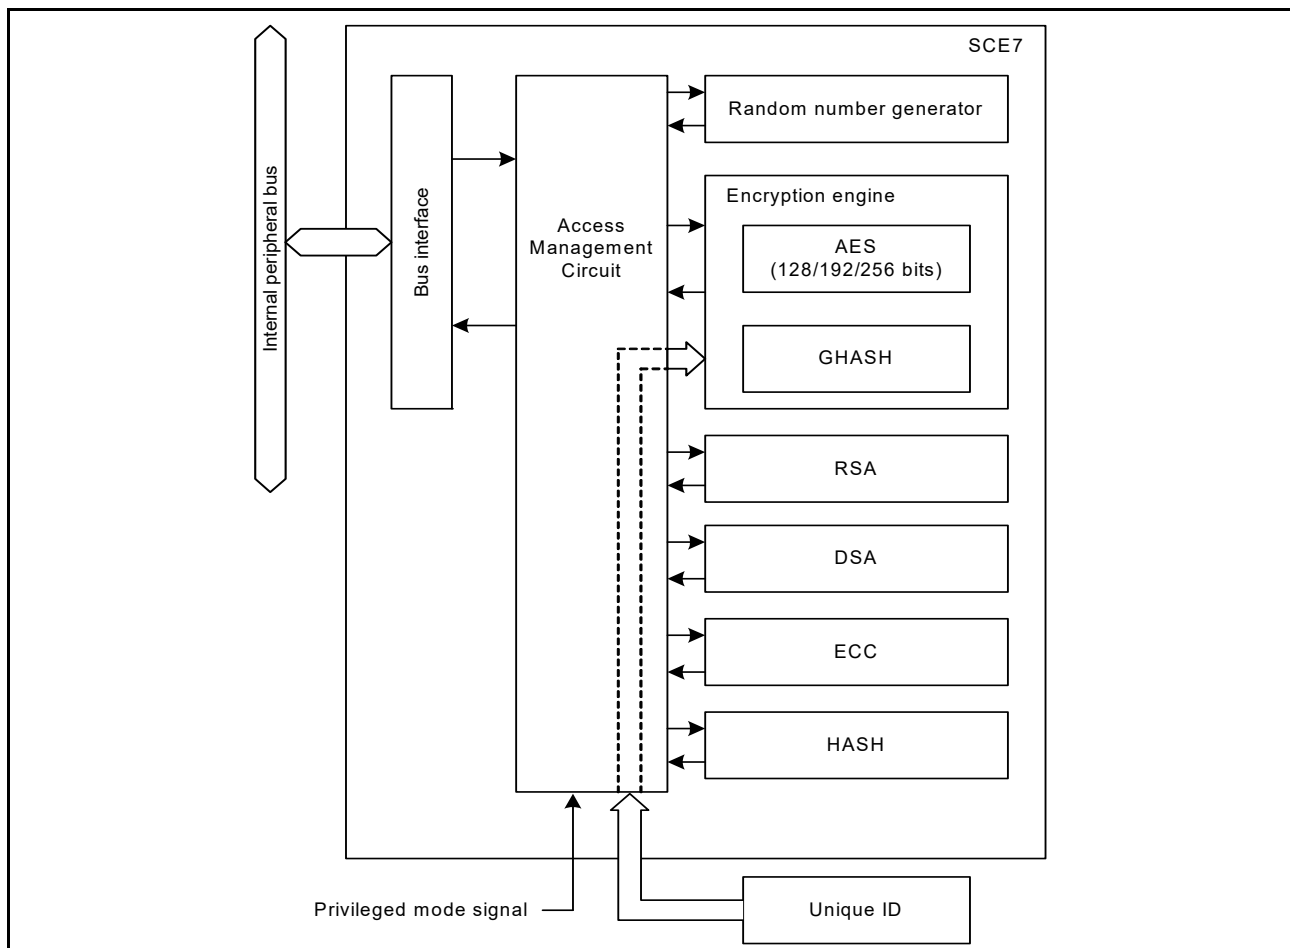 SCE7
Internal peripheral bus
Bus interface
Access
Management
Circuit
Random number generator
Encryption engine
AES
(128/192/256 bits)
GHASH
RSA
DSA
ECC
HASH
Privileged mode signal
Unique ID